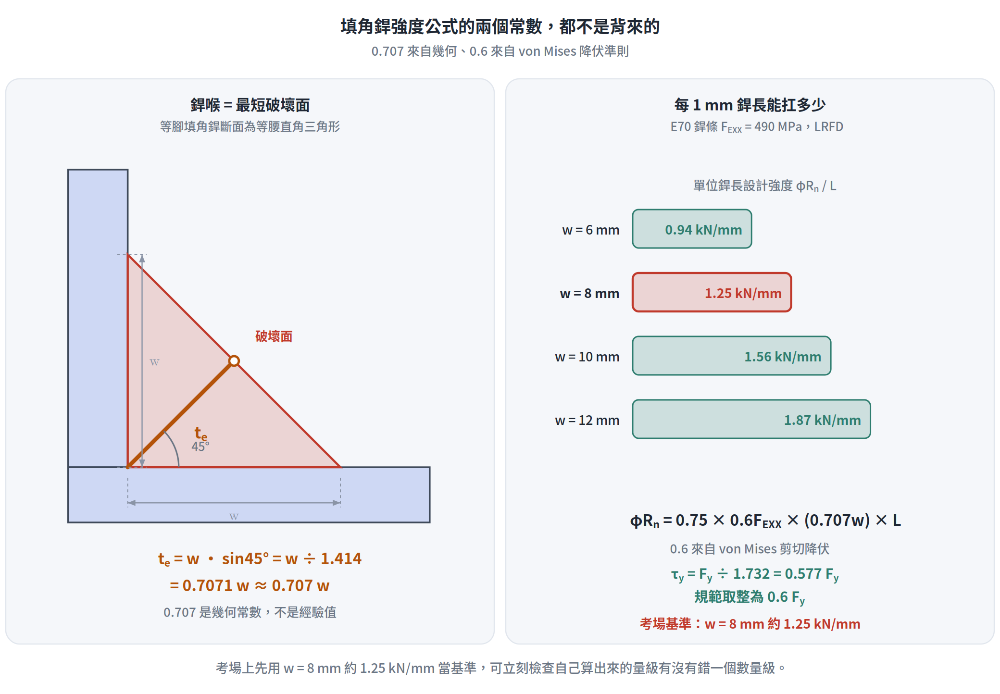 填角銲強度公式的兩個常數，都不是背來的
0.707 來自幾何、0.6 來自 von Mises 降伏準則
銲喉 = 最短破壞面
等腳填角銲斷面為等腰直角三角形
破壞面
w
te
45°
w
te = w · sin45° = w ÷ 1.414
= 0.7071 w ≈ 0.707 w
0.707 是幾何常數，不是經驗值
每 1 mm 銲長能扛多少
E70 銲條 FEXX = 490 MPa，LRFD
單位銲長設計強度 ϕRn / L
w = 6 mm 0.94 kN/mm
w = 8 mm 1.25 kN/mm
w = 10 mm 1.56 kN/mm
w = 12 mm 1.87 kN/mm
ϕRn = 0.75 × 0.6FEXX × (0.707w) × L
0.6 來自 von Mises 剪切降伏
τy = Fy ÷ 1.732 = 0.577 Fy
規範取整為 0.6 Fy
考場基準：w = 8 mm 約 1.25 kN/mm
考場上先用 w = 8 mm 約 1.25 kN/mm 當基準，可立刻檢查自己算出來的量級有沒有錯一個數量級。